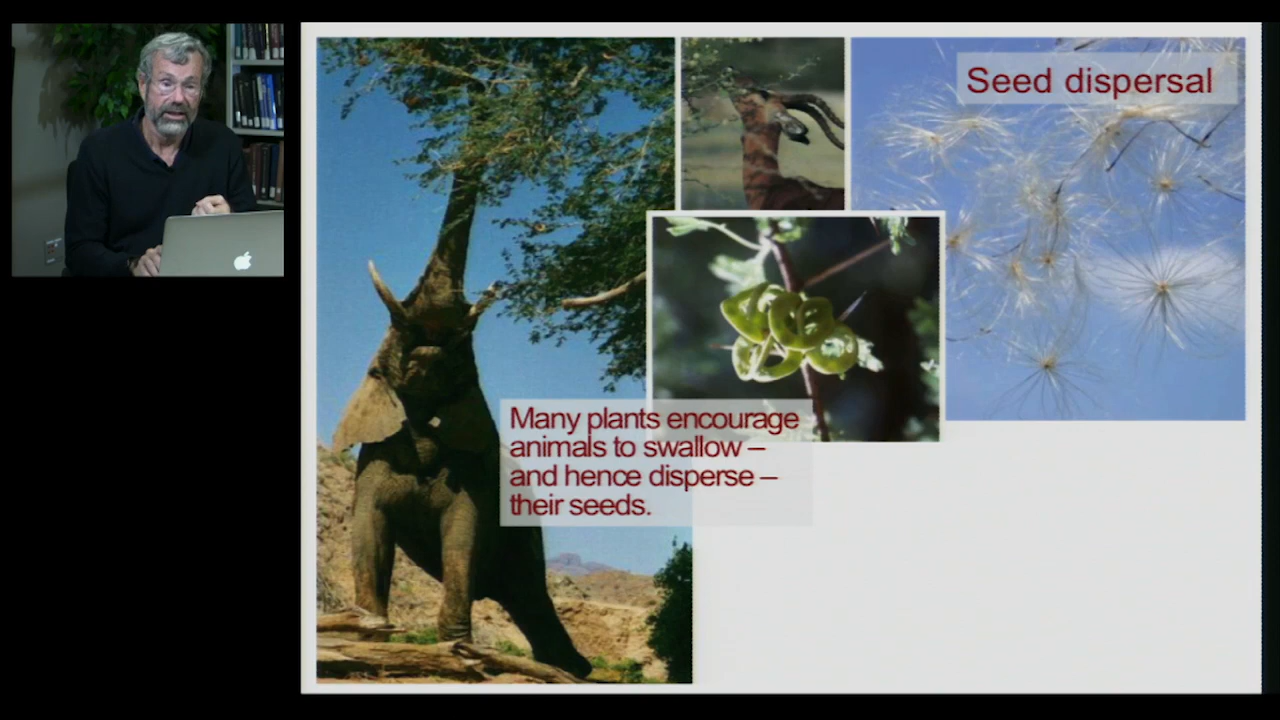 Seed dispersal
Many plants encourage
animals to swallow –
and hence disperse –
their seeds.